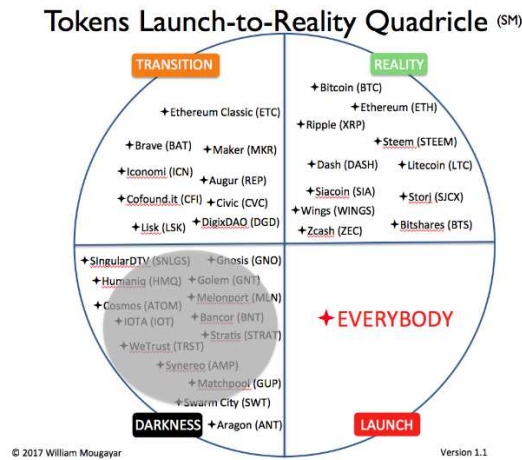 Tokens Launch-to-Reality Quadricle (SM)
TRANSITION
REALITY
Ethereum Classic (ETC)
Brave (BAT)
Maker (MKR)
Iconomi (ICN)
Augur (REP)
Cofound.it (CFI)
Civic (CVC)
Lisk (LSK)
DigixDAO (DGD)
Bitcoin (BTC)
Ethereum (ETH)
Ripple (XRP)
Steem (STEEM)
Dash (DASH)
Litecoin (LTC)
Siacoin (SIA)
Storj (SJCX)
Wings (WINGS)
Zcash (ZEC)
Bitshares (BTS)
SIngularDTV (SNLGS)
Gnosis (GNO)
Humaniq (HMQ)
Golem (GNT)
Cosmos (ATOM)
Melonport (MLN)
IOTA (IOT)
Bancor (BNT)
Stratis (STRAT)
WeTrust (TRST)
Synereo (AMP)
Matchpool (GUP)
Swarm City (SWT)
Aragon (ANT)
DARKNESS
EVERYBODY
LAUNCH
© 2017 William Mougayar
Version 1.1